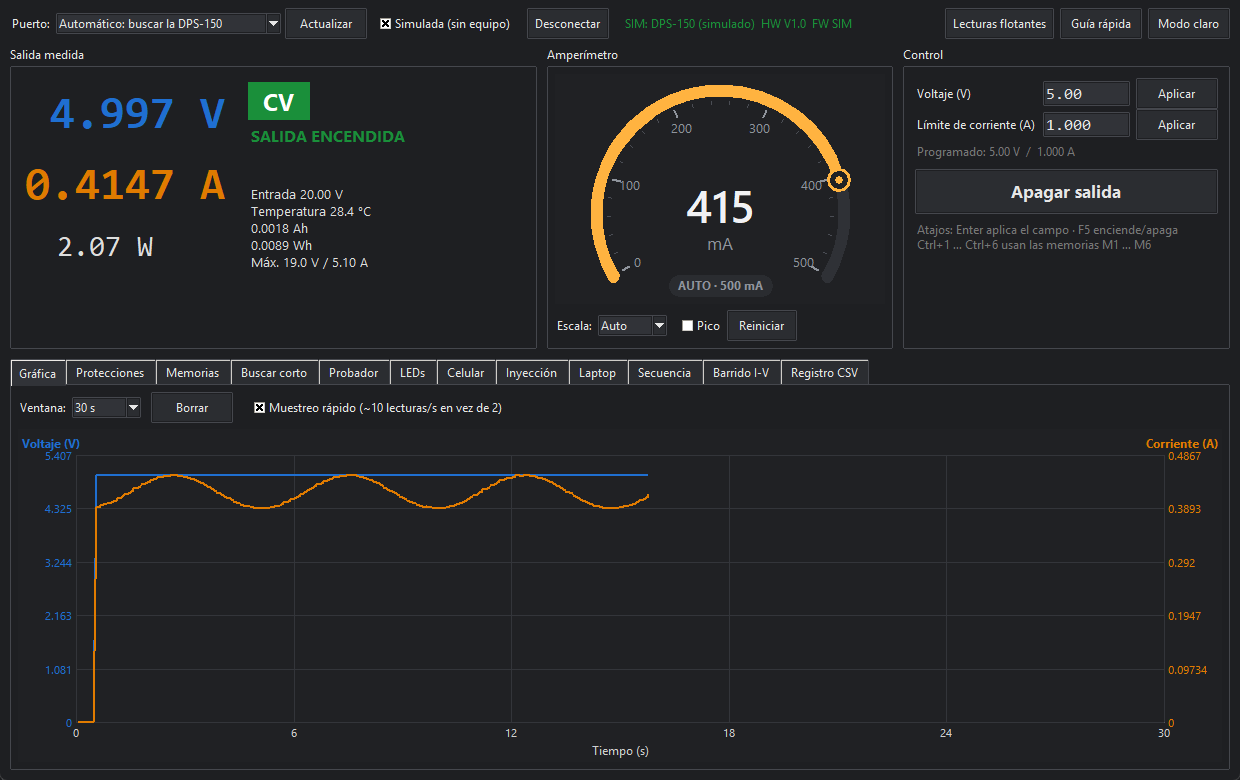 Puerto: Automático: buscar la DPS-150 Actualizar Simulada (sin equipo) Desconectar SIM: DPS-150 (simulado) HW V1.0 FW SIM Lecturas flotantes Guía rápida Modo claro
Salida medida
4.997 V
CV
SALIDA ENCENDIDA
0.4147 A
2.07 W
Entrada 20.00 V
Temperatura 28.4 °C
0.0018 Ah
0.0089 Wh
Máx. 19.0 V / 5.10 A
Amperímetro
200 300
100 400
415
mA
0 500
AUTO · 500 mA
Escala: Auto Pico Reiniciar
Control
Voltaje (V) 5.00 Aplicar
Límite de corriente (A) 1.000 Aplicar
Programado: 5.00 V / 1.000 A
Apagar salida
Atajos: Enter aplica el campo · F5 enciende/apaga
Ctrl+1 ... Ctrl+6 usan las memorias M1 ... M6
Gráfica Protecciones Memorias Buscar corto Probador LEDs Celular Inyección Laptop Secuencia Barrido I-V Registro CSV
Ventana: 30 s Borrar Muestreo rápido (~10 lecturas/s en vez de 2)
Voltaje (V) Corriente (A)
5.407 0.4867
4.325 0.3893
3.244 0.292
2.163 0.1947
1.081 0.09734
0 0
0 6 12 18 24 30
Tiempo (s)